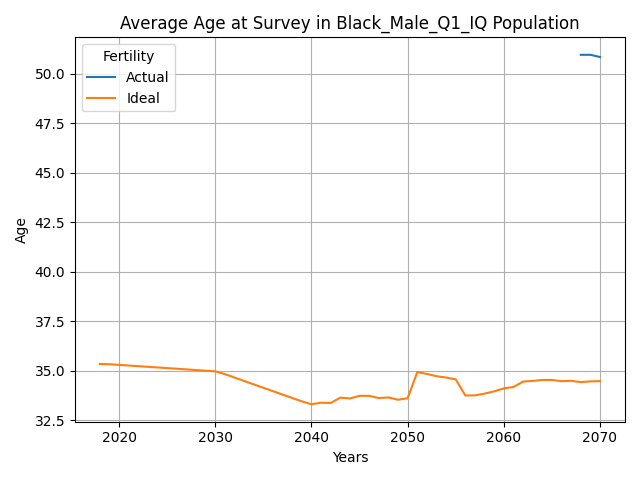 Average Age at Survey in Black_Male_Q1_IQ Population
Fertility
Actual
Ideal
50.0
47.5
45.0
42.5
40.0
37.5
35.0
32.5
Age
2020 2030 2040 2050 2060 2070
Years